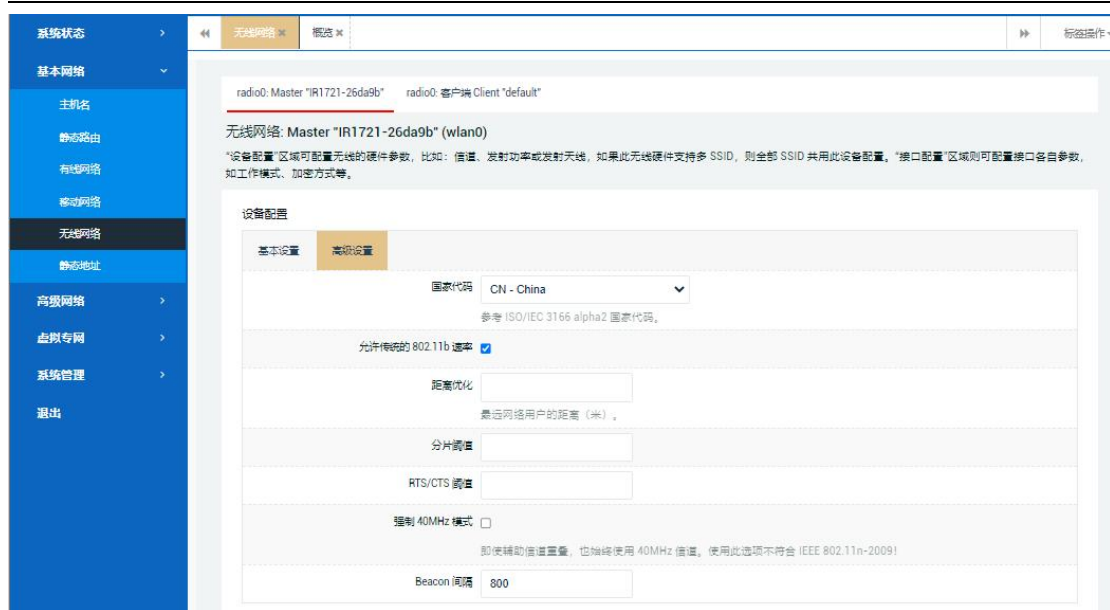 系统状态
基本网络
主机名
静态路由
有线网络
移动网络
无线网络
静态地址
高级网络
虚拟专网
系统管理
退出
无线网络 概览 标签操作
radio0: Master "IR1721-26da9b" radio0: 客户端 Client "default"
无线网络: Master "IR1721-26da9b" (wlan0)
"设备配置"区域可配置无线的硬件参数，比如：信道、发射功率或发射天线，如果此无线硬件支持多 SSID，则全部 SSID 共用此设备配置。"接口配置"区域则可配置接口各自参数，
如工作模式、加密方式等。
设备配置
基本设置 高级设置
国家代码 CN - China
参考 ISO/IEC 3166 alpha2 国家代码。
允许传统的 802.11b 速率
距离优化
最远网络用户的距离（米）。
分片阈值
RTS/CTS 阈值
强制 40MHz 模式
即使辅助信道重叠，也始终使用 40MHz 信道。使用此选项不符合 IEEE 802.11n-2009!
Beacon 间隔 800